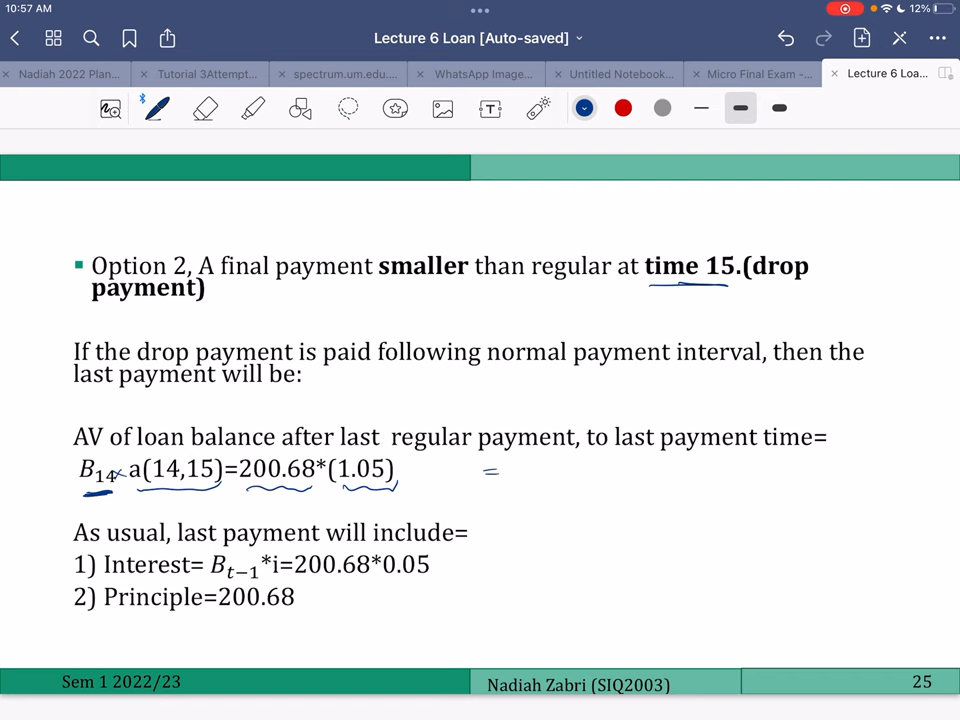 10:57 AM
12%
Lecture 6 Loan [Auto-saved]
Nadiah 2022 Plan...
Tutorial 3Attempt...
spectrum.um.edu....
WhatsApp Image...
Untitled Notebook...
Micro Final Exam -...
Lecture 6 Loa...
Option 2, A final payment smaller than regular at time 15.(drop
payment)
If the drop payment is paid following normal payment interval, then the
last payment will be:
AV of loan balance after last regular payment, to last payment time=
B₁₄× a(14,15)=200.68*(1.05) =
As usual, last payment will include=
1) Interest= Bₜ₋₁*i=200.68*0.05
2) Principle=200.68
Sem 1 2022/23
Nadiah Zabri (SIQ2003)
25